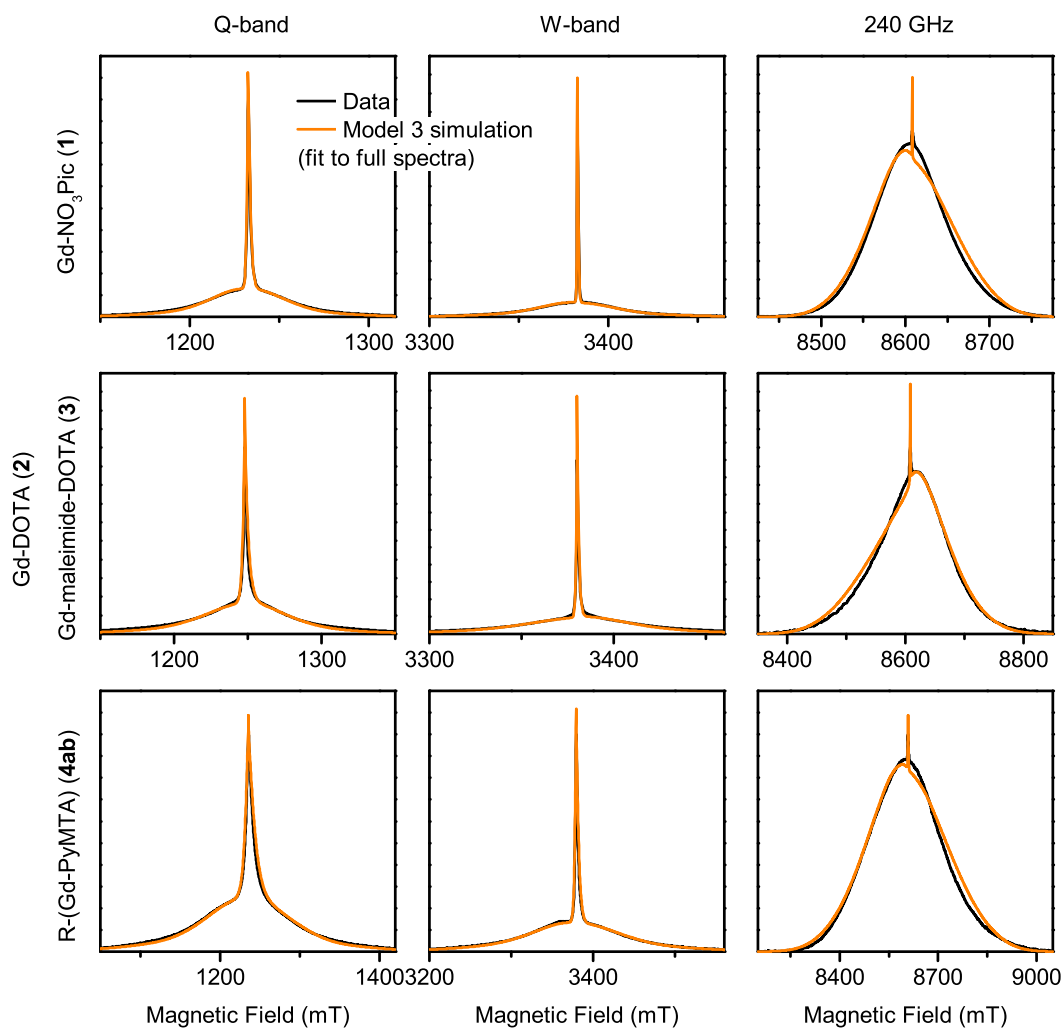 Q-band W-band 240 GHz
Data
Model 3 simulation
(fit to full spectra)
Gd-NO₃Pic (1)
1200 1300 3300 3400 8500 8600 8700
Gd-DOTA (2)
Gd-maleimide-DOTA (3)
1200 1300 3300 3400 8400 8600 8800
R-(Gd-PyMTA) (4ab)
1200 1400 3200 3400 8400 8700 9000
Magnetic Field (mT) Magnetic Field (mT) Magnetic Field (mT)